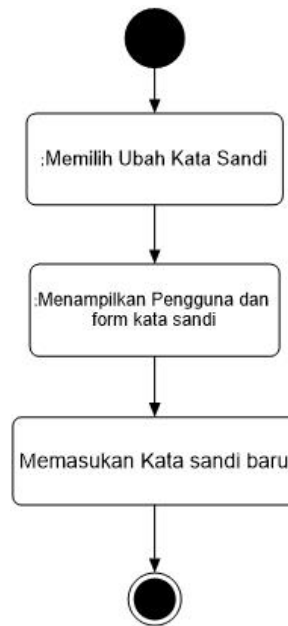 :Memilih Ubah Kata Sandi
:Menampilkan Pengguna dan
form kata sandi
Memasukan Kata sandi baru